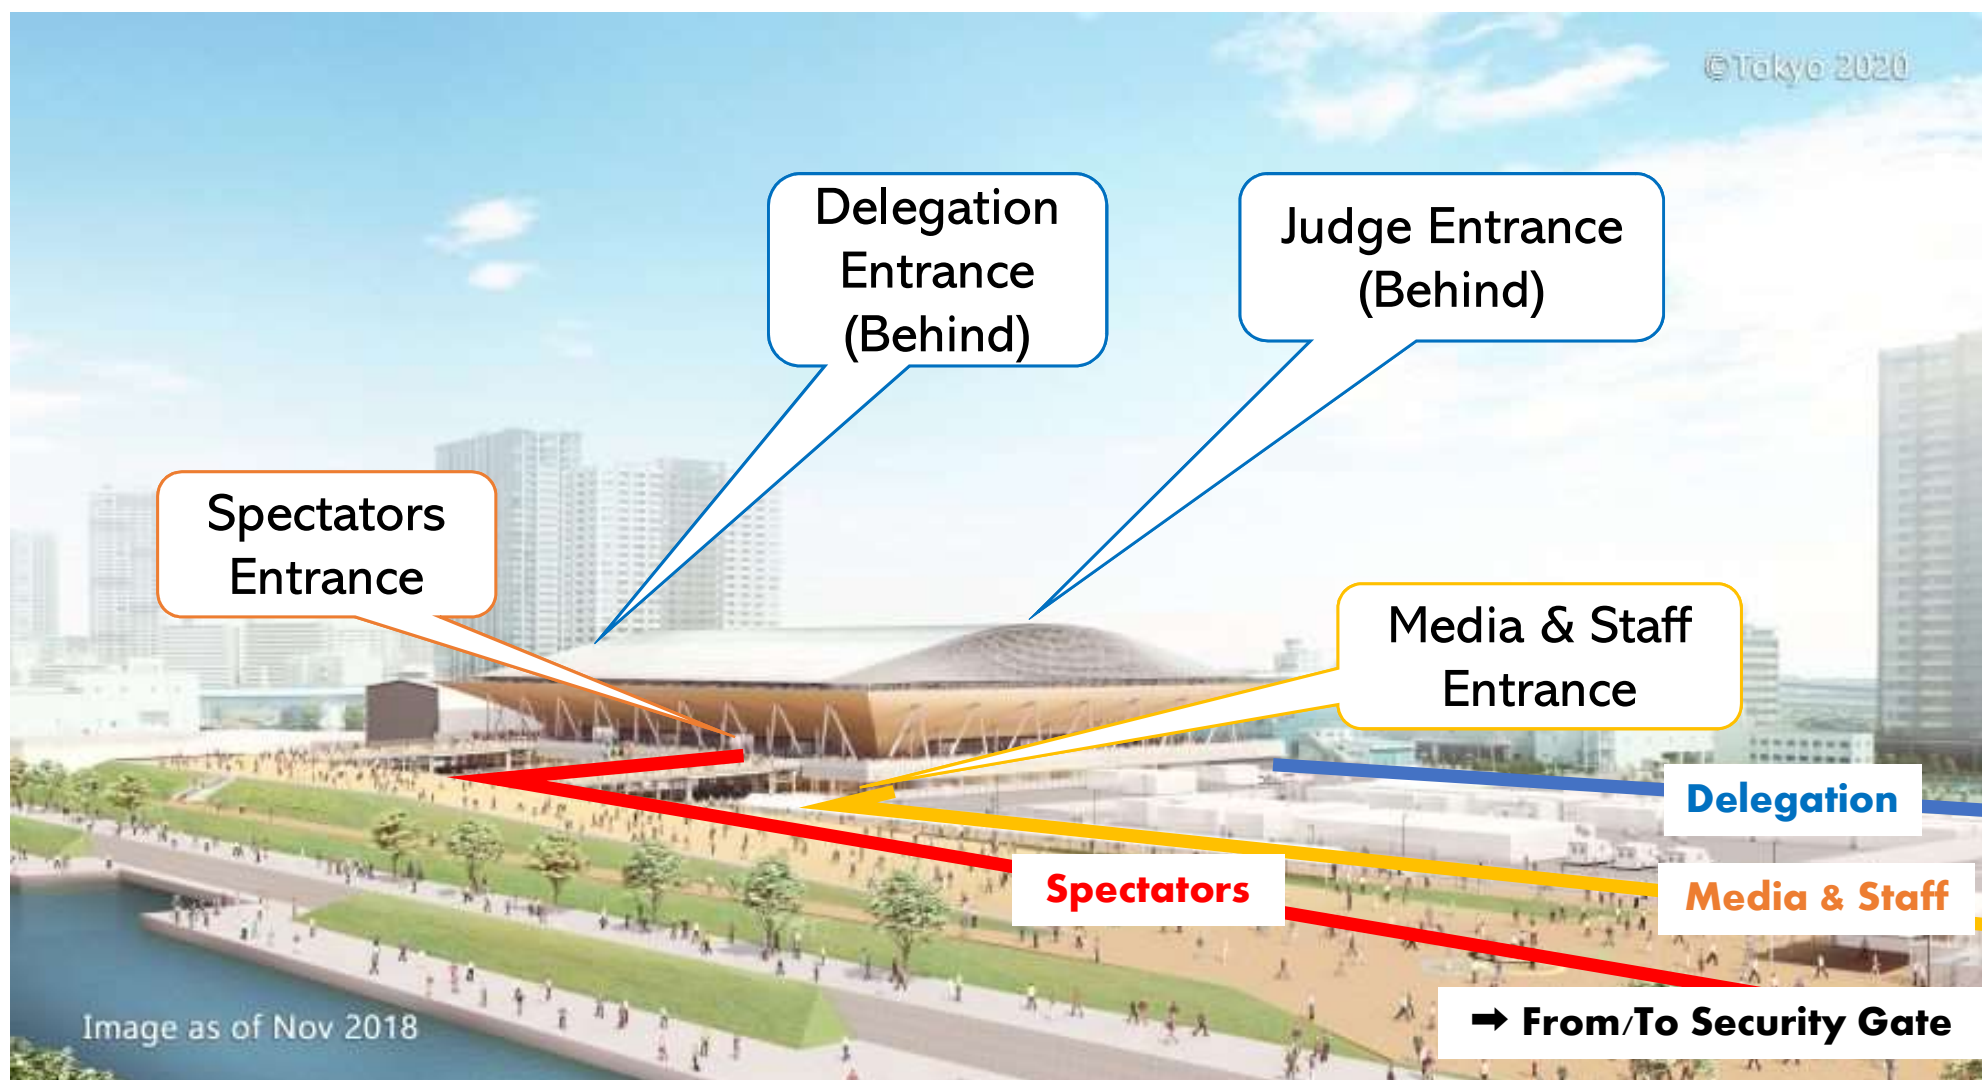 ©Tokyo 2020
Delegation
Entrance
(Behind)
Judge Entrance
(Behind)
Spectators
Entrance
Media & Staff
Entrance
Delegation
Spectators
Media & Staff
➡ From/To Security Gate
Image as of Nov 2018